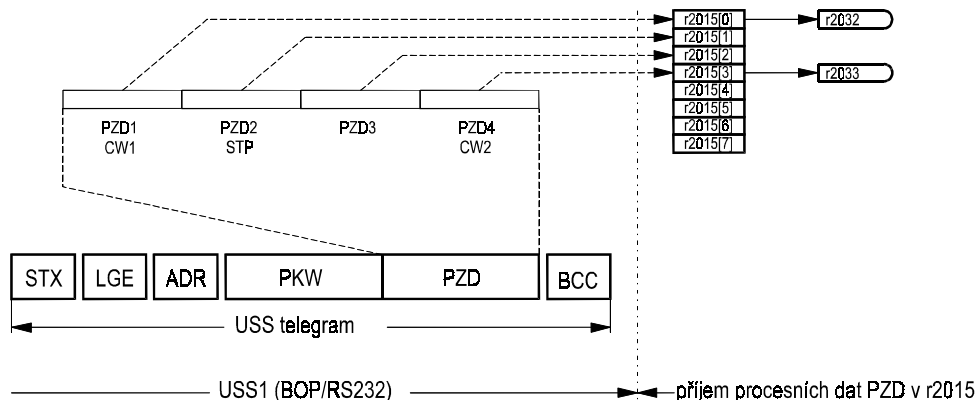 r2015[0] r2032
r2015[1]
r2015[2]
r2015[3] r2033
r2015[4]
r2015[5]
r2015[6]
r2015[7]
PZD1 PZD2 PZD3 PZD4
CW1 STP CW2
STX LGE ADR PKW PZD BCC
USS telegram
USS1 (BOP/RS232) příjem procesních dat PZD v r2015